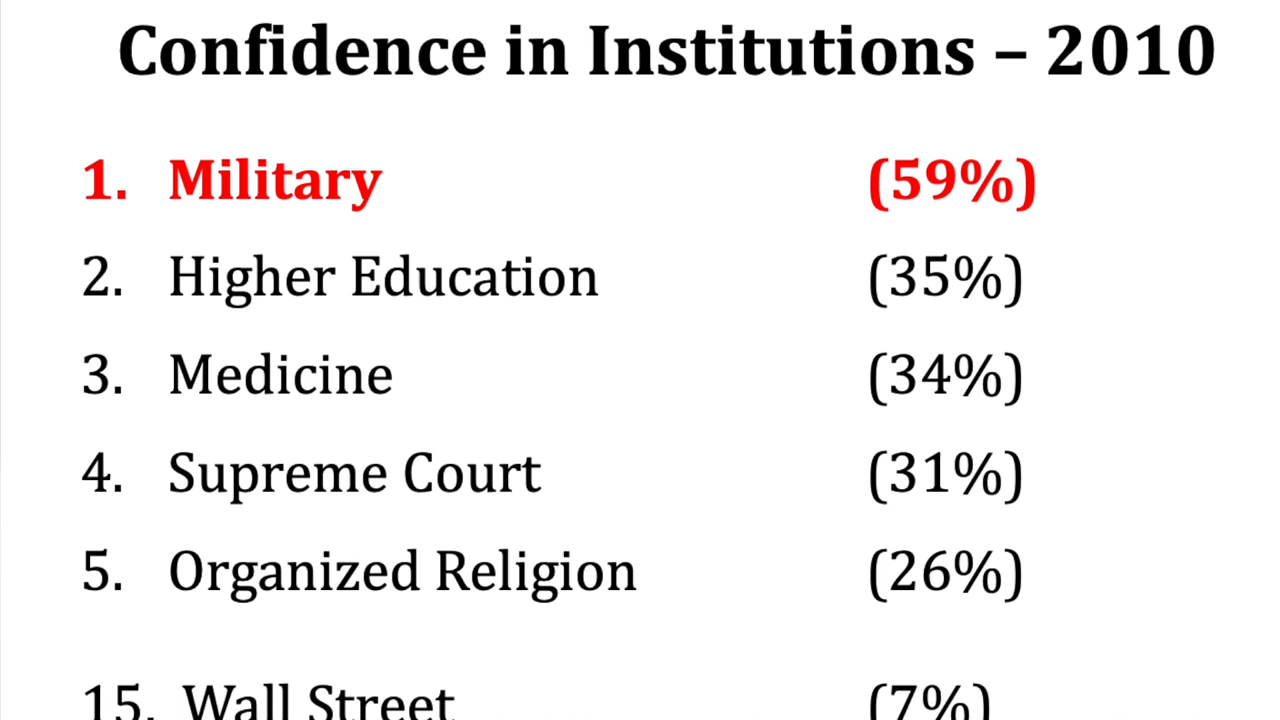 Confidence in Institutions – 2010
1. Military (59%)
2. Higher Education (35%)
3. Medicine (34%)
4. Supreme Court (31%)
5. Organized Religion (26%)
15. Wall Street (7%)